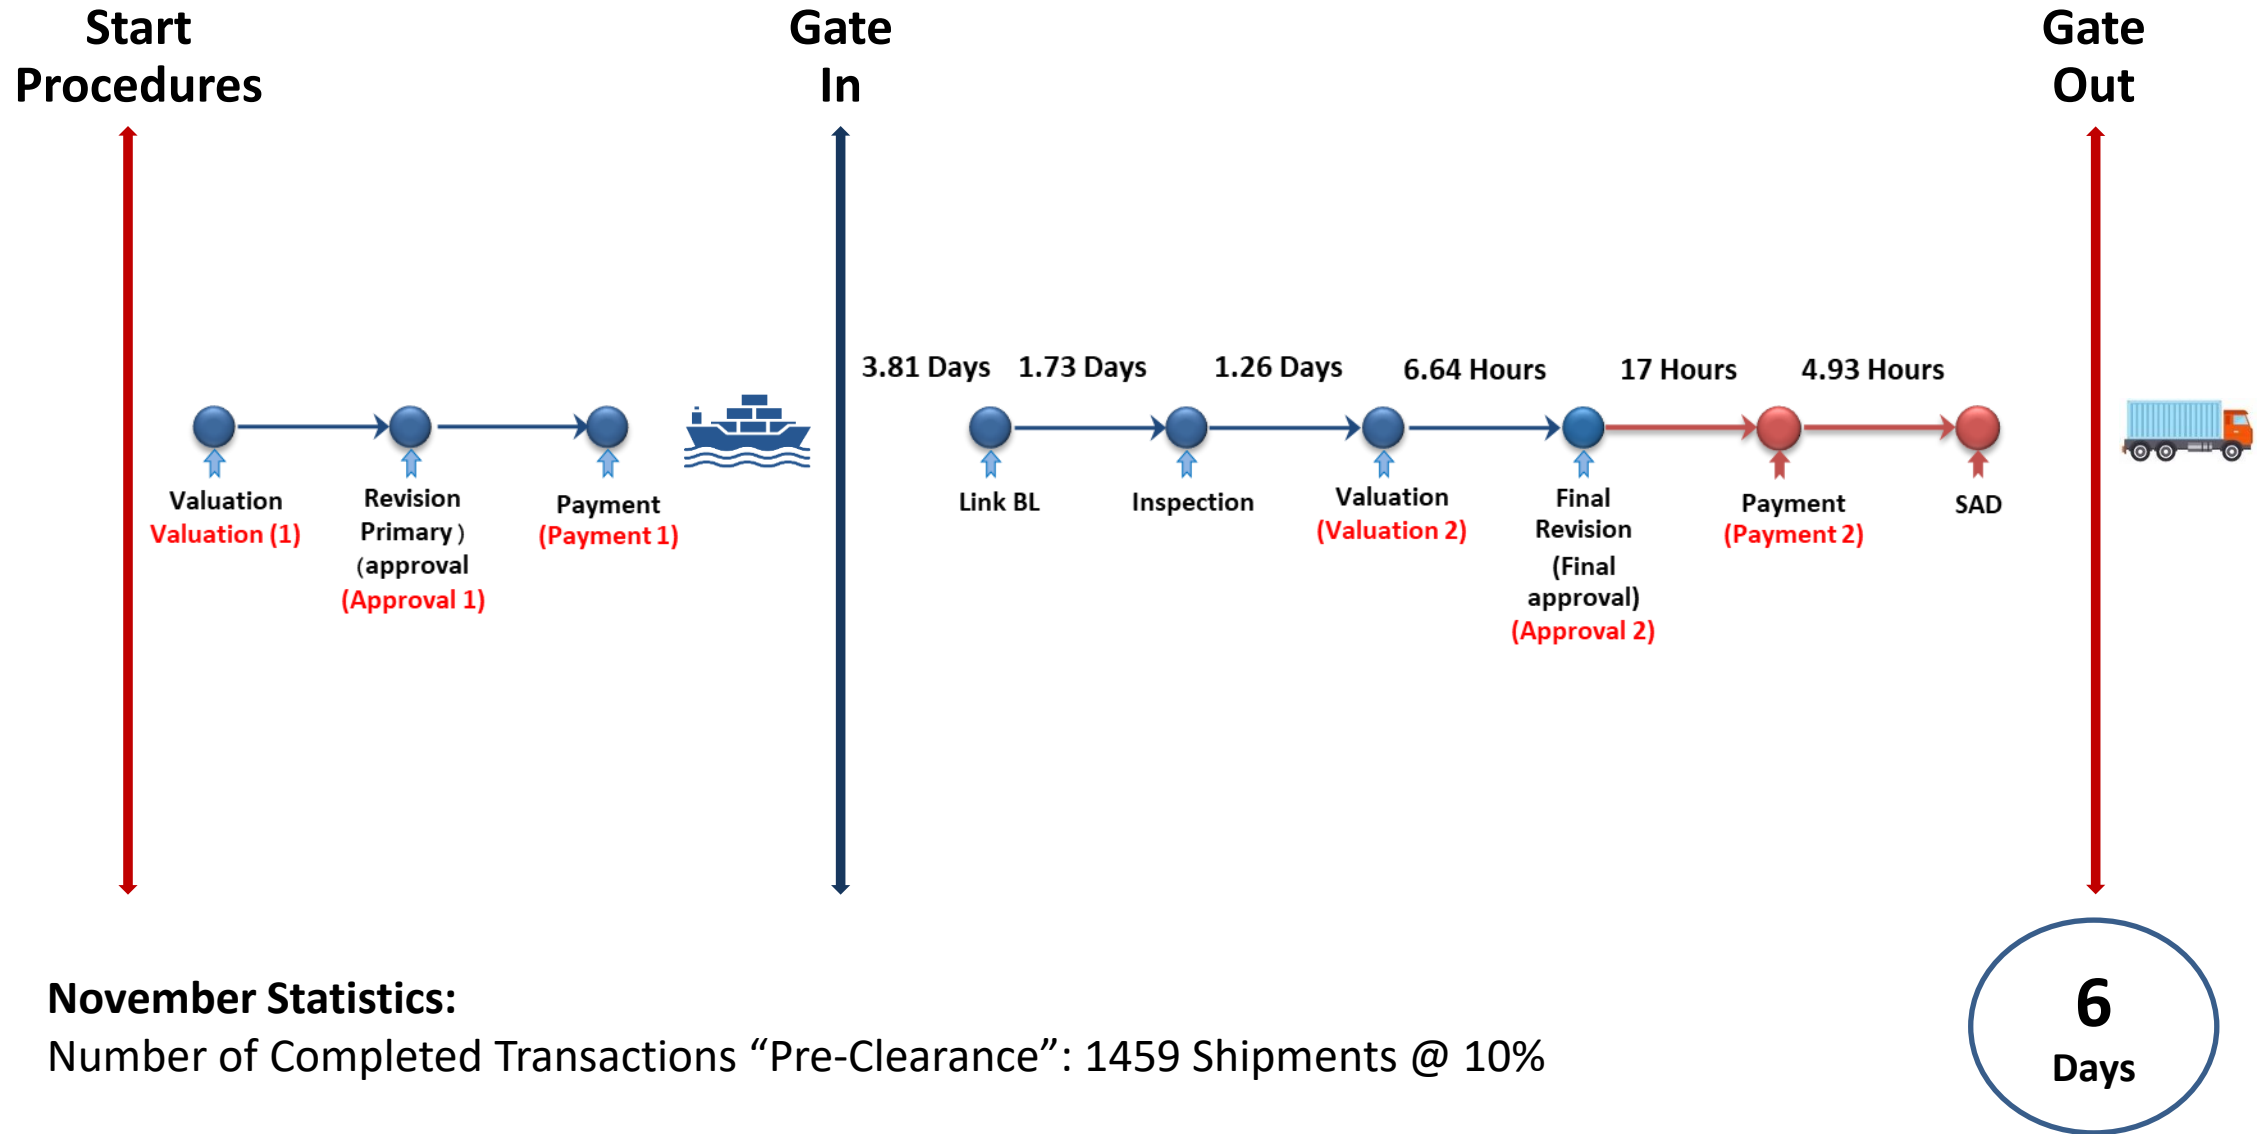 Start
Procedures
Gate
In
Gate
Out
3.81 Days
1.73 Days
1.26 Days
6.64 Hours
17 Hours
4.93 Hours
Valuation
Valuation (1)
Revision
Primary )
(approval
(Approval 1)
Payment
(Payment 1)
Link BL
Inspection
Valuation
(Valuation 2)
Final
Revision
(Final
approval)
(Approval 2)
Payment
(Payment 2)
SAD
November Statistics:
Number of Completed Transactions “Pre-Clearance”: 1459 Shipments @ 10%
6
Days